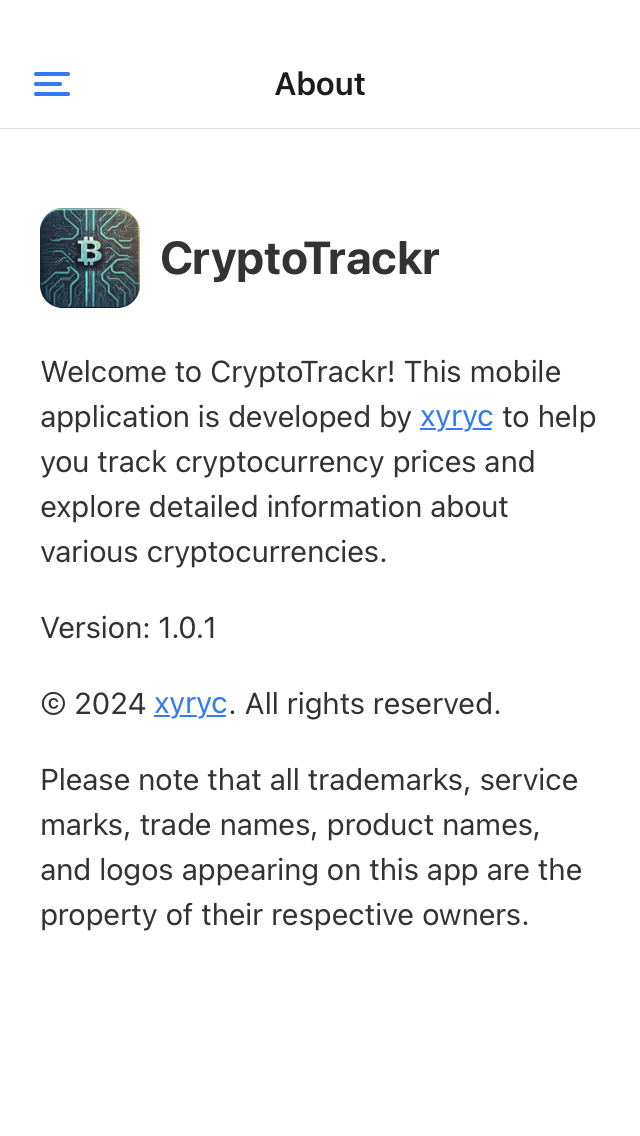 About
CryptoTrackr
Welcome to CryptoTrackr! This mobile
application is developed by xyryc to help
you track cryptocurrency prices and
explore detailed information about
various cryptocurrencies.
Version: 1.0.1
© 2024 xyryc. All rights reserved.
Please note that all trademarks, service
marks, trade names, product names,
and logos appearing on this app are the
property of their respective owners.